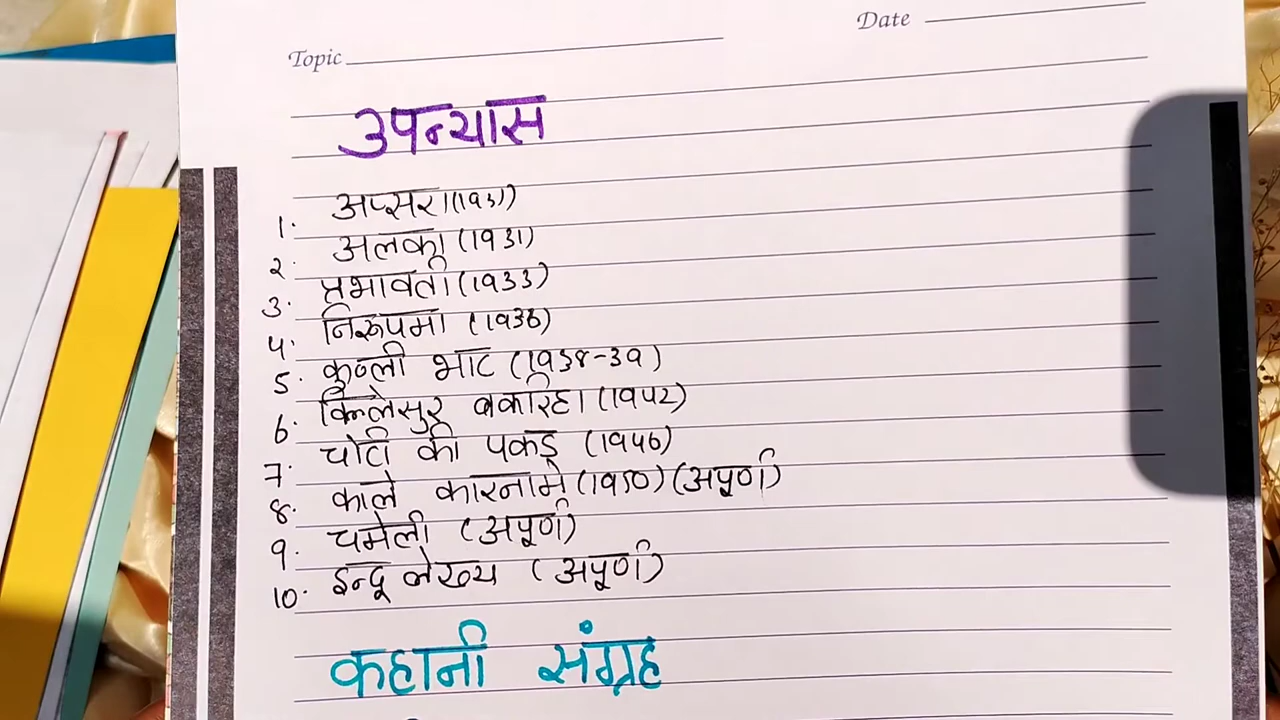 Topic
Date
उपन्यास
1. अप्सरा (1931)
2. अलका (1931)
3. प्रभावती (1933)
4. निरूपमा (1936)
5. कुल्ली भाट (1938-39)
6. बिल्लेसुर बकरिहा (1942)
7. चोटी की पकड़ (1946)
8. काले कारनामे (1950) (अपूर्ण)
9. चमेली (अपूर्ण)
10. इन्दू लेख्य (अपूर्ण)
कहानी संग्रह